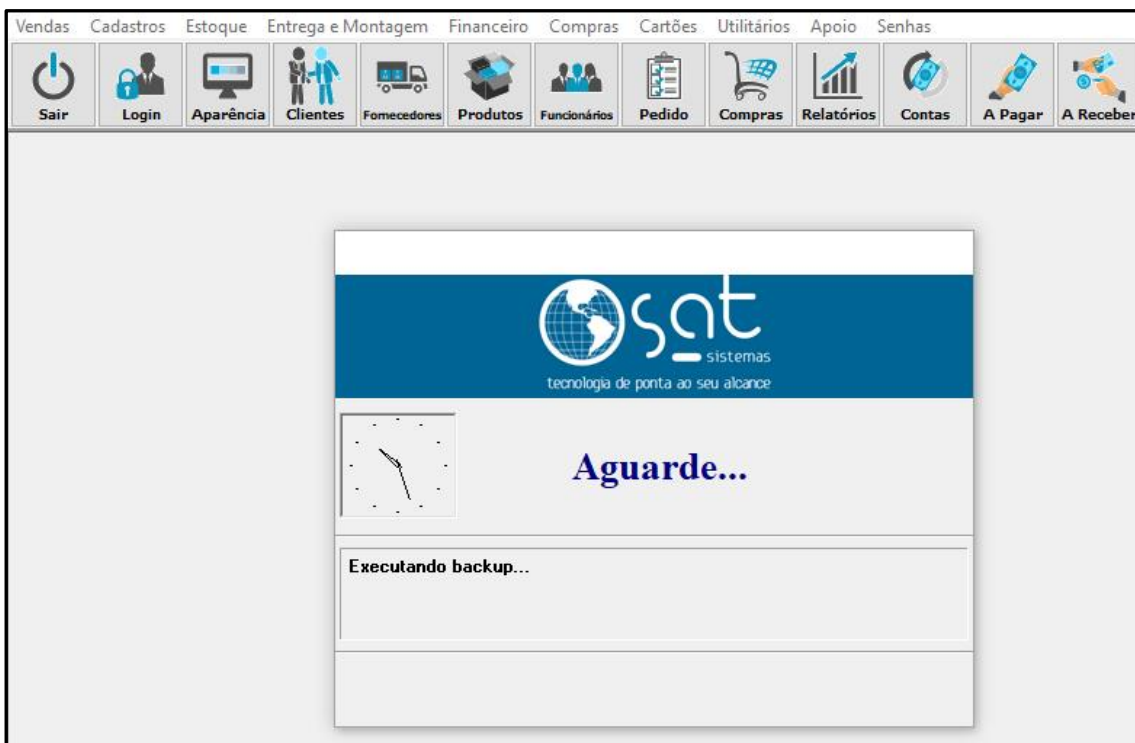 Vendas Cadastros Estoque Entrega e Montagem Financeiro Compras Cartões Utilitários Apoio Senhas
Sair Login Aparência Clientes Fornecedores Produtos Funcionários Pedido Compras Relatórios Contas A Pagar A Receber
sat
sistemas
tecnologia de ponta ao seu alcance
Aguarde...
Executando backup...